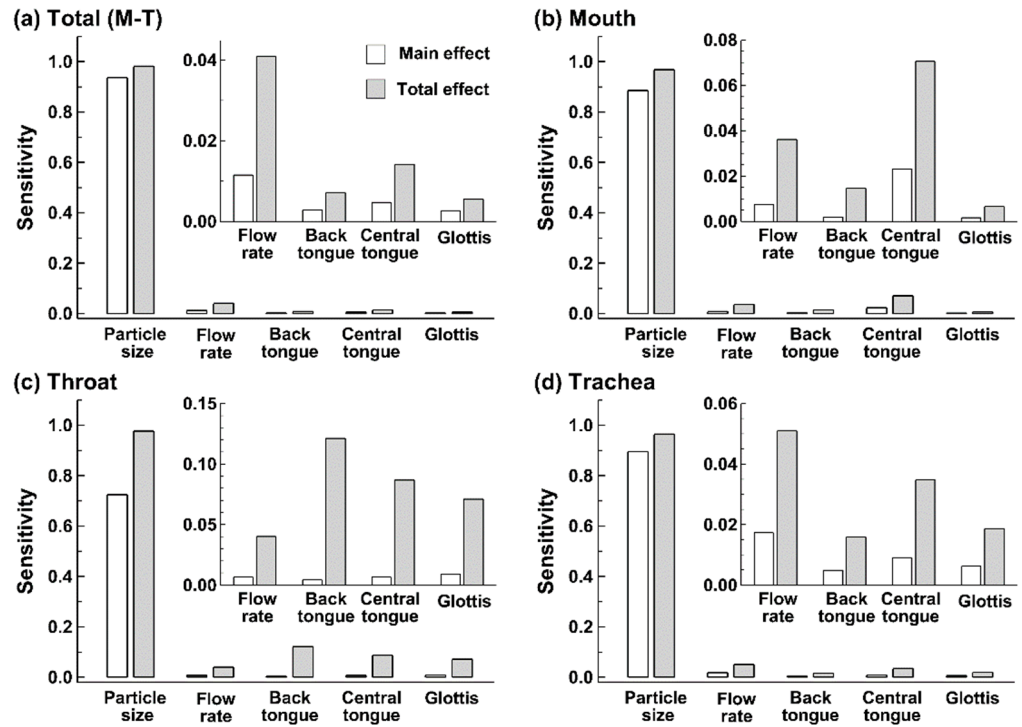 (a) Total (M-T)
Sensitivity
1.0
0.8
0.6
0.4
0.2
0.0
0.04
0.02
0.00
Main effect
Total effect
Flow Back Central Glottis
rate tongue tongue
Particle Flow Back Central Glottis
size rate tongue tongue
(b) Mouth
Sensitivity
1.0
0.8
0.6
0.4
0.2
0.0
0.08
0.06
0.04
0.02
0.00
Flow Back Central Glottis
rate tongue tongue
Particle Flow Back Central Glottis
size rate tongue tongue
(c) Throat
Sensitivity
1.0
0.8
0.6
0.4
0.2
0.0
0.15
0.10
0.05
0.00
Flow Back Central Glottis
rate tongue tongue
Particle Flow Back Central Glottis
size rate tongue tongue
(d) Trachea
Sensitivity
1.0
0.8
0.6
0.4
0.2
0.0
0.06
0.04
0.02
0.00
Flow Back Central Glottis
rate tongue tongue
Particle Flow Back Central Glottis
size rate tongue tongue